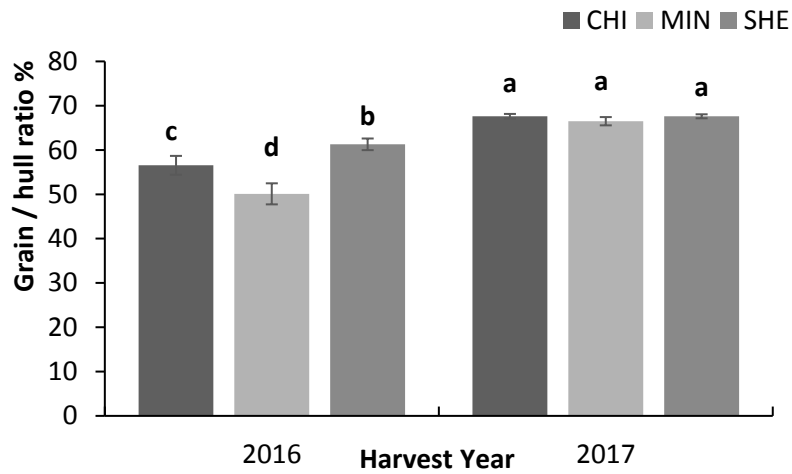 CHI MIN SHE
Grain / hull ratio %
80
70
60
50
40
30
20
10
0
c
d
b
a
a
a
2016
2017
Harvest Year